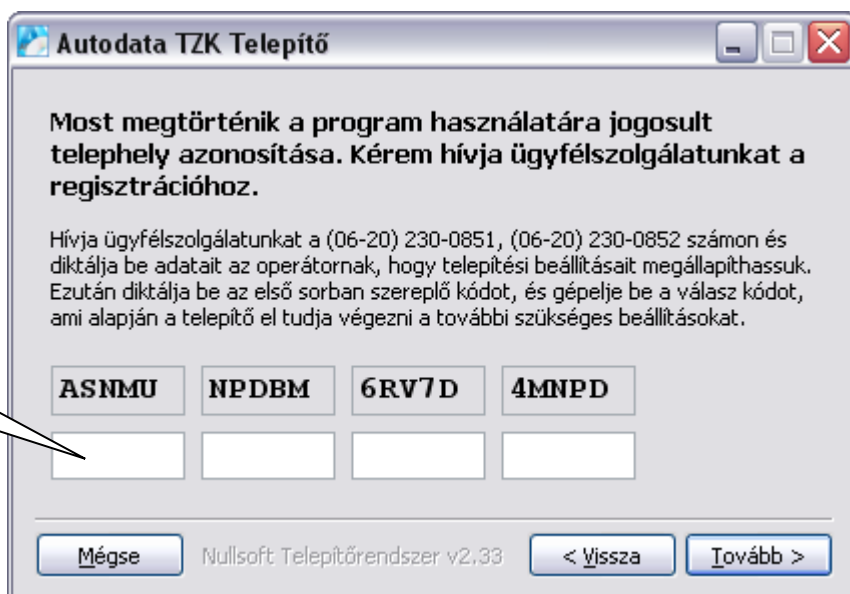 Autodata TZK Telepítő
Most megtörténik a program használatára jogosult
telephely azonosítása. Kérem hívja ügyfélszolgálatunkat a
regisztrációhoz.
Hívja ügyfélszolgálatunkat a (06-20) 230-0851, (06-20) 230-0852 számon és
diktálja be adatait az operátornak, hogy telepítési beállításait megállapíthassuk.
Ezután diktálja be az első sorban szereplő kódot, és gépelje be a válasz kódot,
ami alapján a telepítő el tudja végezni a további szükséges beállításokat.
ASNMU NPDBM 6RV7D 4MNPD
Mégse Nullsoft Telepítőrendszer v2.33 < Vissza Tovább >